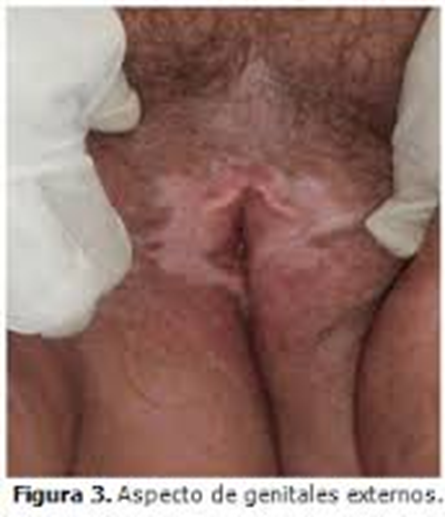 Figura 3. Aspecto de genitales externos.